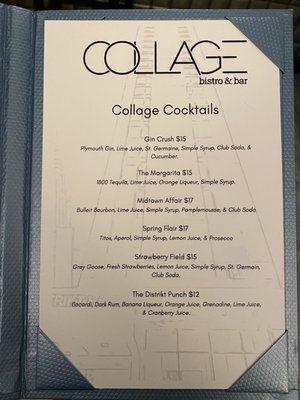 COLLAGE
bistro & bar
Collage Cocktails
Gin Crush $15
Plymouth Gin, Lime Juice, St. Germaine, Simple Syrup, Club Soda, &
Cucumber.
The Margarita $15
1800 Tequila, Lime Juice, Orange Liqueur, Simple Syrup.
Midtown Affair $17
Bulleit Bourbon, Lime Juice, Simple Syrup, Pamplemousse, & Club Soda.
Spring Flair $17
Titos, Aperol, Simple Syrup, Lemon Juice, & Prosecco
Strawberry Field $15
Grey Goose, Fresh Strawberries, Lemon Juice, Simple Syrup, St. Germain,
Club Soda.
The Distrikt Punch $12
Bacardi, Dark Rum, Banana Liqueur, Orange Juice, Grenadine, Lime Juice,
& Cranberry Juice.